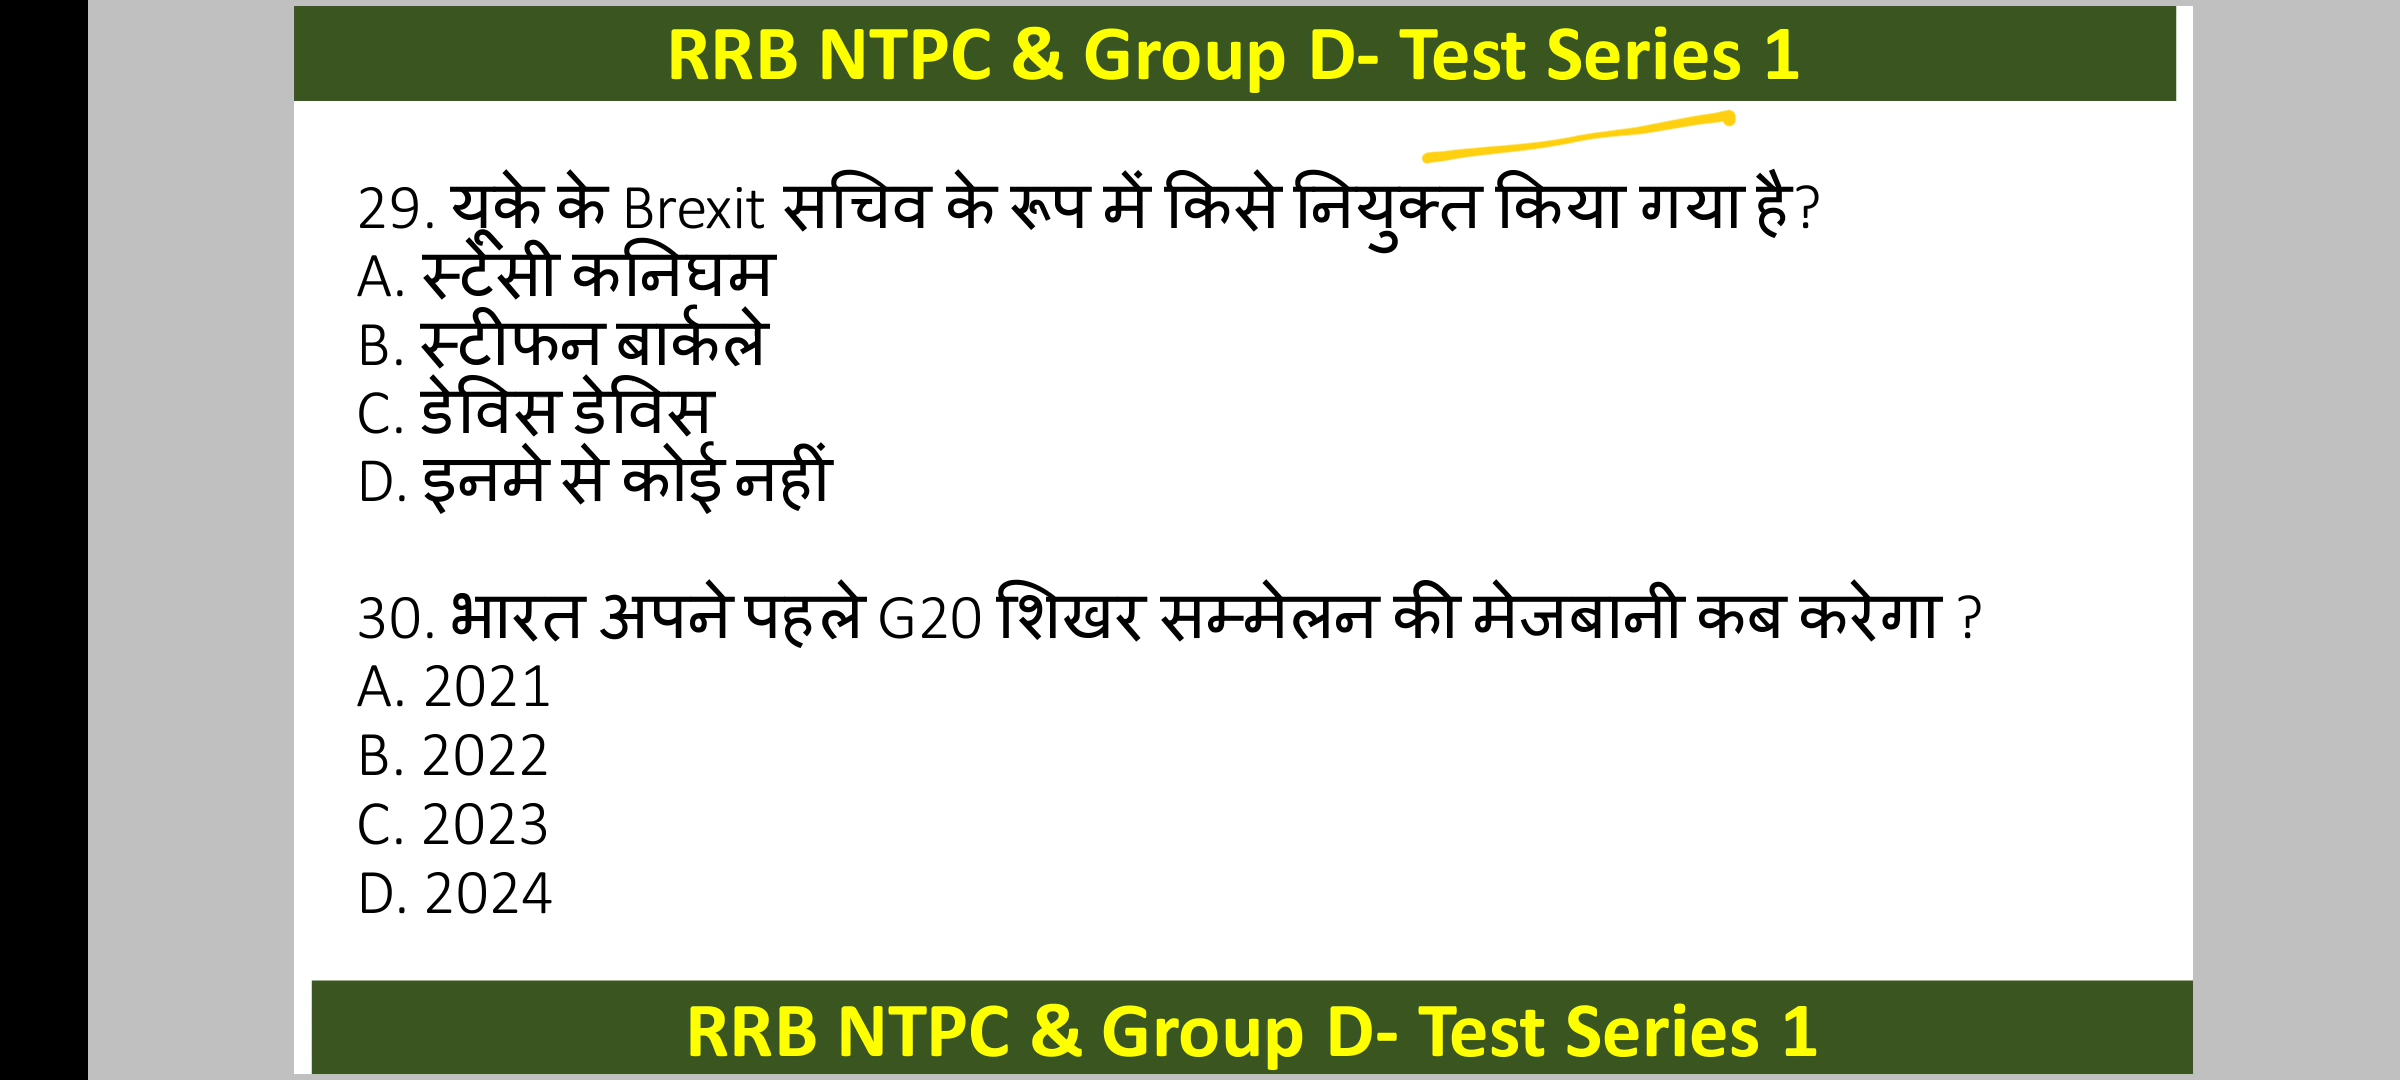 RRB NTPC & Group D- Test Series 1
29. यूके के Brexit सचिव के रूप में किसे नियुक्त किया गया है?
A. स्टेंसी कनिघम
B. स्टीफन बार्कले
C. डेविस डेविस
D. इनमे से कोई नहीं
30. भारत अपने पहले G20 शिखर सम्मेलन की मेजबानी कब करेगा ?
A. 2021
B. 2022
C. 2023
D. 2024
RRB NTPC & Group D- Test Series 1